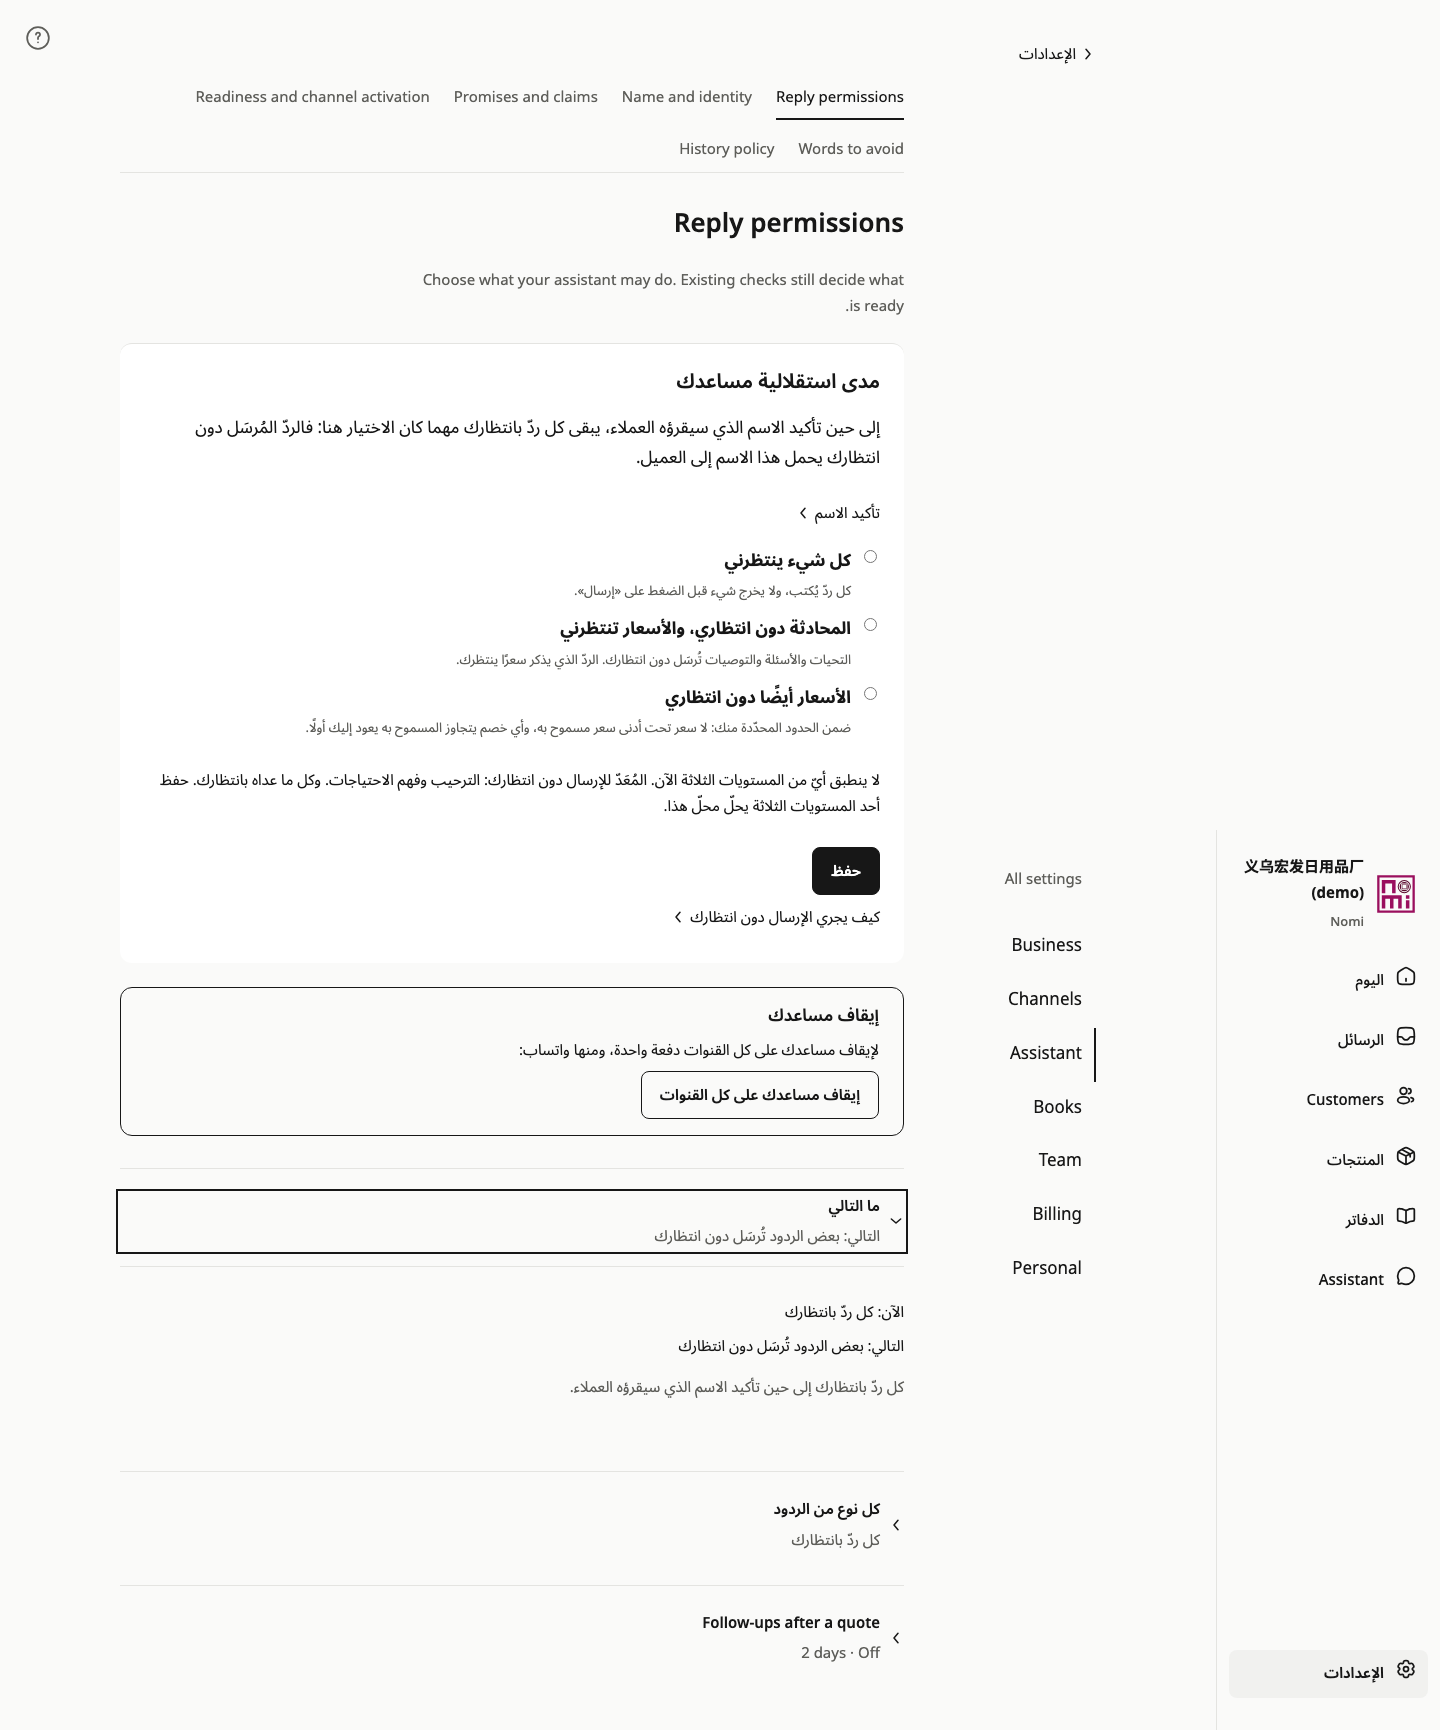 الإعدادات
Reply permissions
Name and identity
Promises and claims
Readiness and channel activation
Words to avoid
History policy
Reply permissions
Choose what your assistant may do. Existing checks still decide what
is ready.
مدى استقلالية مساعدك
إلى حين تأكيد الاسم الذي سيقرؤه العملاء، يبقى كل ردّ بانتظارك مهما كان الاختيار هنا: فالردّ المُرسَل دون
انتظارك يحمل هذا الاسم إلى العميل.
تأكيد الاسم
كل شيء ينتظرني
كل ردّ يُكتب، ولا يخرج شيء قبل الضغط على «إرسال».
المحادثة دون انتظاري، والأسعار تنتظرني
التحيات والأسئلة والتوصيات تُرسَل دون انتظارك. الردّ الذي يذكر سعرًا ينتظرك.
الأسعار أيضًا دون انتظاري
ضمن الحدود المحدّدة منك: لا سعر تحت أدنى سعر مسموح به، وأي خصم يتجاوز المسموح به يعود إليك أولًا.
لا ينطبق أيّ من المستويات الثلاثة الآن. المُعَدّ للإرسال دون انتظارك: الترحيب وفهم الاحتياجات. وكل ما عداه بانتظارك. حفظ
أحد المستويات الثلاثة يحلّ محلّ هذا.
حفظ
كيف يجري الإرسال دون انتظارك
إيقاف مساعدك
لإيقاف مساعدك على كل القنوات دفعة واحدة، ومنها واتساب:
إيقاف مساعدك على كل القنوات
ما التالي
التالي: بعض الردود تُرسَل دون انتظارك
الآن: كل ردّ بانتظارك
التالي: بعض الردود تُرسَل دون انتظارك
كل ردّ بانتظارك إلى حين تأكيد الاسم الذي سيقرؤه العملاء.
كل نوع من الردود
كل ردّ بانتظارك
Follow-ups after a quote
2 days · Off
All settings
Business
Channels
Assistant
Books
Team
Billing
Personal
义乌宏发日用品厂
(demo)
Nomi
اليوم
الرسائل
Customers
المنتجات
الدفاتر
Assistant
الإعدادات